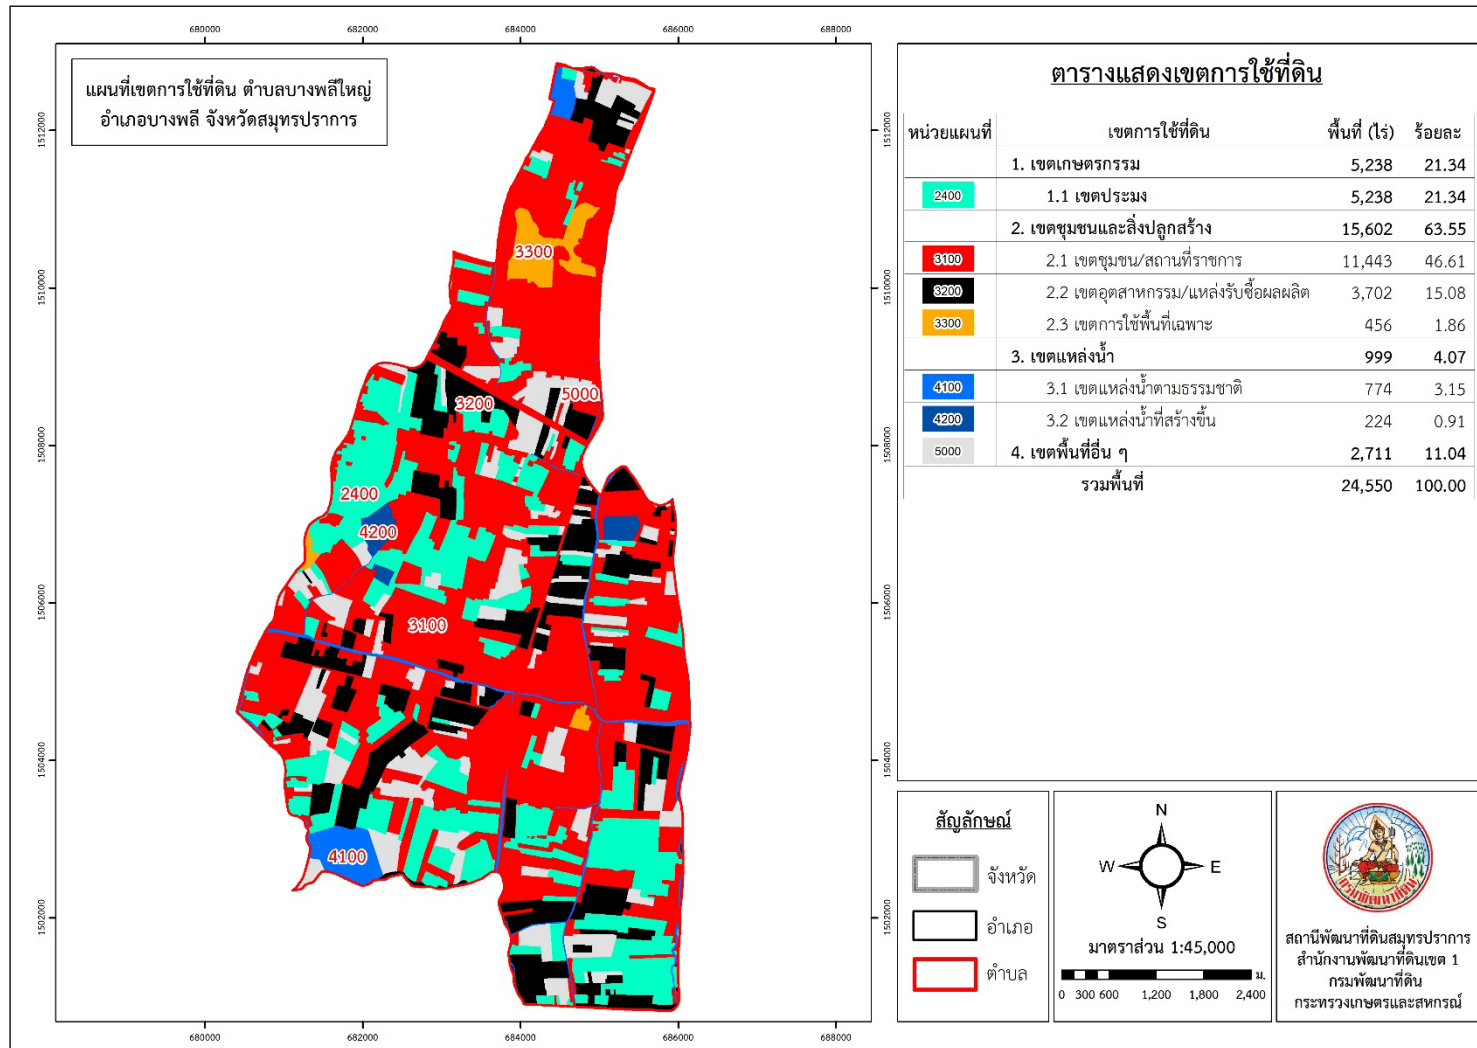 680000 682000 684000 686000 688000
แผนที่เขตการใช้ที่ดิน ตำบลบางพลีใหญ่
อำเภอบางพลี จังหวัดสมุทรปราการ
1512000
1510000
1508000
1506000
1504000
1502000
3300
5000
3200
2400
4200
3100
4100
1512000
1510000
1508000
1506000
1504000
1502000
680000 682000 684000 686000 688000
ตารางแสดงเขตการใช้ที่ดิน
หน่วยแผนที่ เขตการใช้ที่ดิน พื้นที่ (ไร่) ร้อยละ
1. เขตเกษตรกรรม 5,238 21.34
2400 1.1 เขตประมง 5,238 21.34
2. เขตชุมชนและสิ่งปลูกสร้าง 15,602 63.55
3100 2.1 เขตชุมชน/สถานที่ราชการ 11,443 46.61
3200 2.2 เขตอุตสาหกรรม/แหล่งรับซื้อผลผลิต 3,702 15.08
3300 2.3 เขตการใช้พื้นที่เฉพาะ 456 1.86
3. เขตแหล่งน้ำ 999 4.07
4100 3.1 เขตแหล่งน้ำตามธรรมชาติ 774 3.15
4200 3.2 เขตแหล่งน้ำที่สร้างขึ้น 224 0.91
5000 4. เขตพื้นที่อื่น ๆ 2,711 11.04
รวมพื้นที่ 24,550 100.00
สัญลักษณ์
จังหวัด
อำเภอ
ตำบล
N
W E
S
มาตราส่วน 1:45,000
ม.
0 300 600 1,200 1,800 2,400
กรมพัฒนาที่ดิน
สถานีพัฒนาที่ดินสมุทรปราการ
สำนักงานพัฒนาที่ดินเขต 1
กรมพัฒนาที่ดิน
กระทรวงเกษตรและสหกรณ์